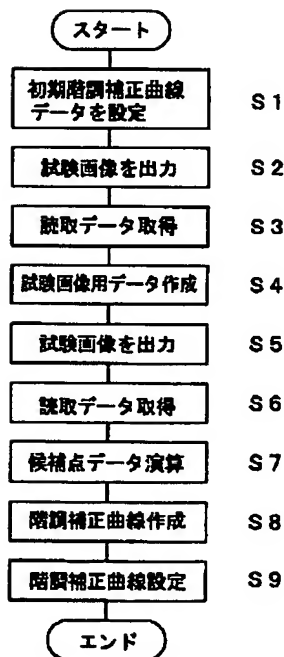 スタート
初期階調補正曲線 S1
データを設定
試験画像を出力 S2
読取データ取得 S3
試験画像用データ作成 S4
試験画像を出力 S5
読取データ取得 S6
候補点データ演算 S7
階調補正曲線作成 S8
階調補正曲線設定 S9
エンド